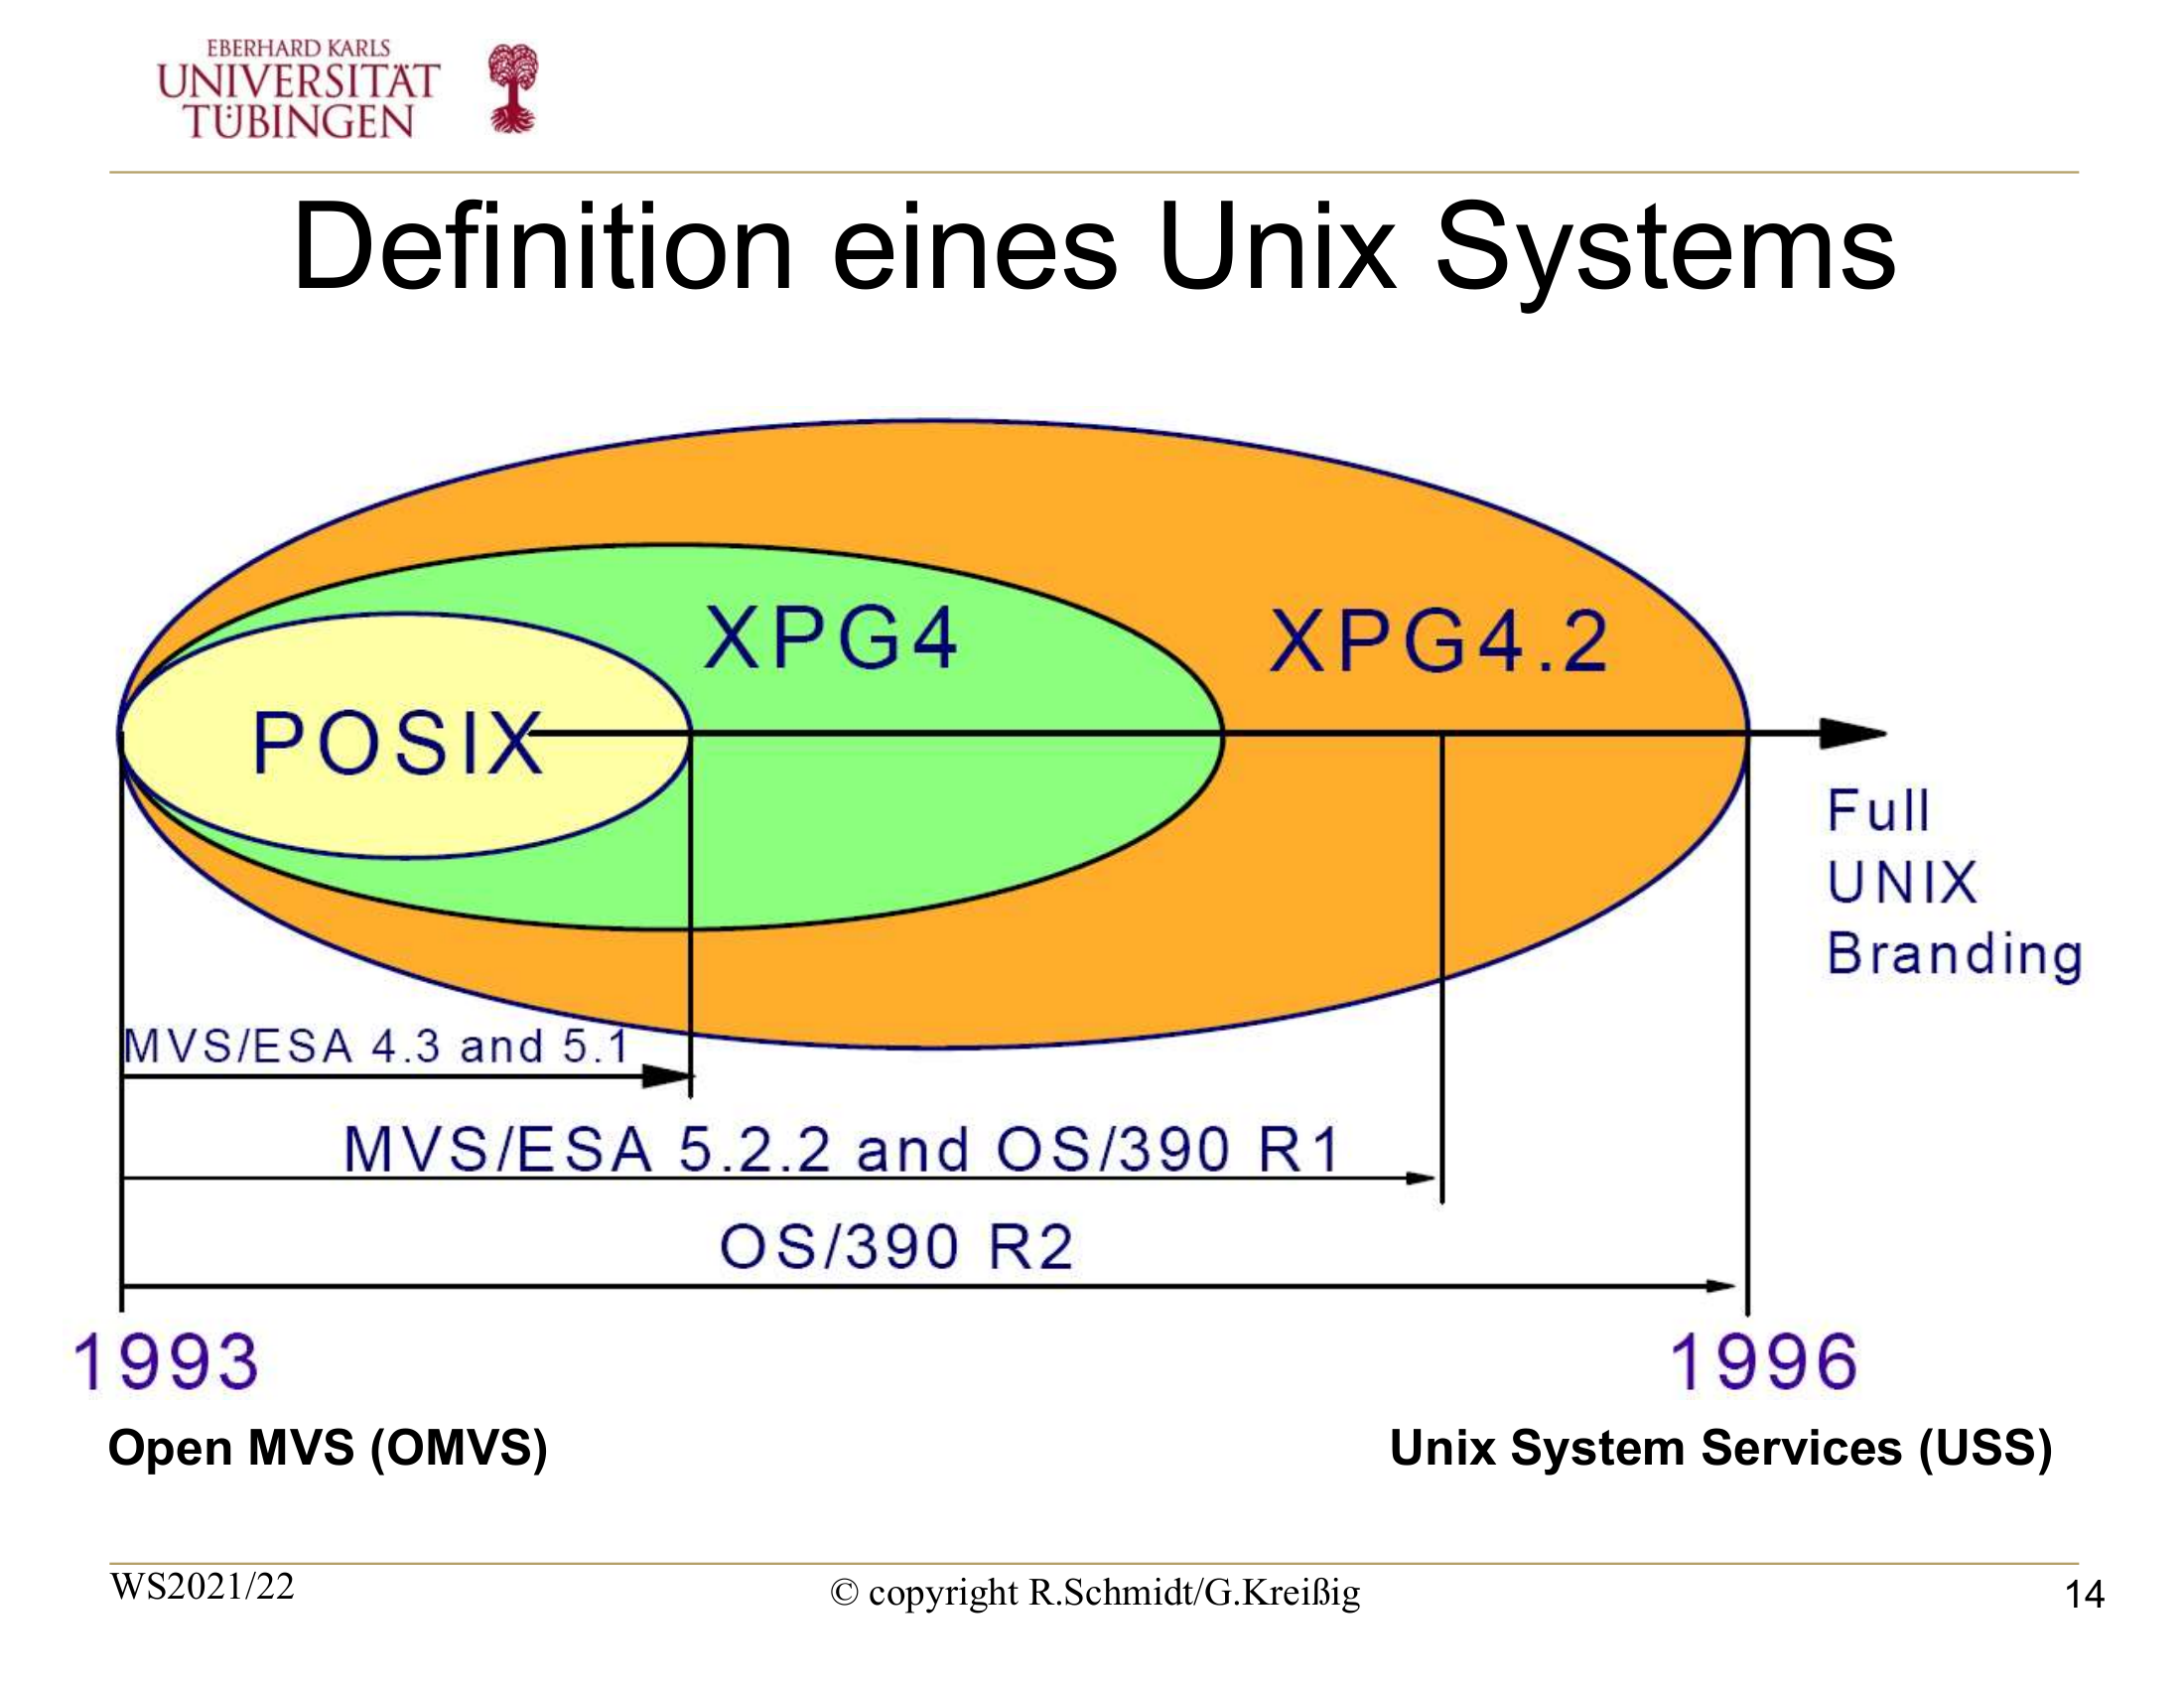 EBERHARD KARLS
UNIVERSITÄT
TÜBINGEN
Definition eines Unix Systems
XPG4
XPG4.2
POSIX
Full
UNIX
Branding
MVS/ESA 4.3 and 5.1
MVS/ESA 5.2.2 and OS/390 R1
OS/390 R2
1993
1996
Open MVS (OMVS)
Unix System Services (USS)
WS2021/22
© copyright R.Schmidt/G.Kreißig
14